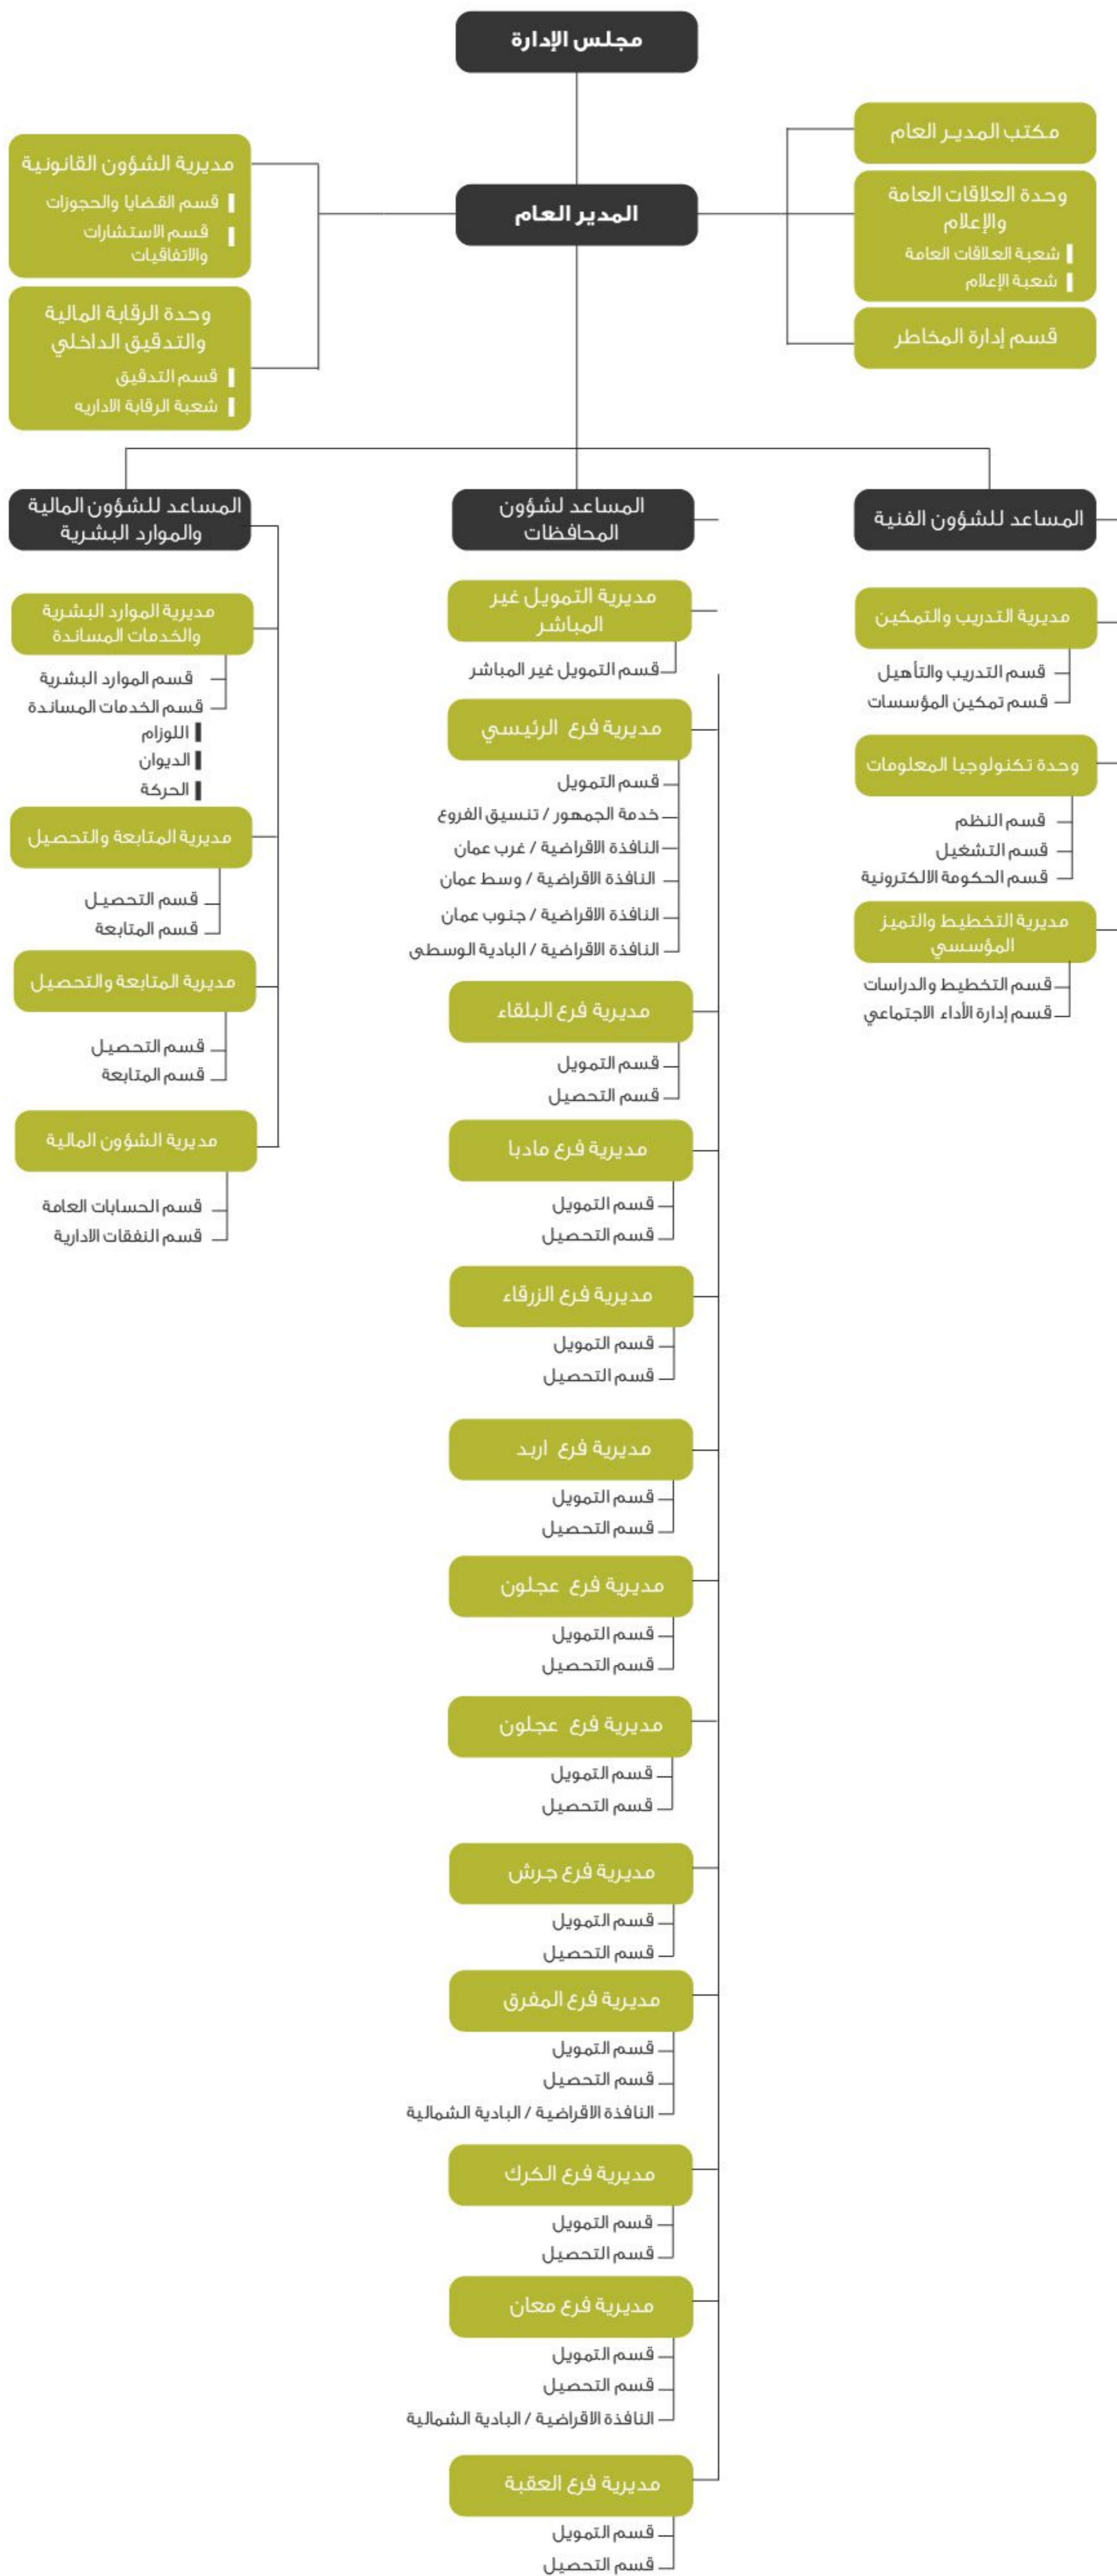 مجلس الإدارة
المدير العام
مكتب المدير العام
وحدة العلاقات العامة
والإعلام
شعبة العلاقات العامة
شعبة الإعلام
قسم إدارة المخاطر
مديرية الشؤون القانونية
قسم القضايا والحجوزات
قسم الاستشارات
والاتفاقيات
وحدة الرقابة المالية
والتدقيق الداخلي
قسم التدقيق
شعبة الرقابة الاداريه
المساعد للشؤون الفنية
مديرية التدريب والتمكين
قسم التدريب والتأهيل
قسم تمكين المؤسسات
وحدة تكنولوجيا المعلومات
قسم النظم
قسم التشغيل
قسم الحكومة الالكترونية
مديرية التخطيط والتميز
المؤسسي
قسم التخطيط والدراسات
قسم إدارة الأداء الاجتماعي
المساعد لشؤون
المحافظات
مديرية التمويل غير
المباشر
قسم التمويل غير المباشر
مديرية فرع الرئيسي
قسم التمويل
خدمة الجمهور / تنسيق الفروع
النافذة الاقراضية / غرب عمان
النافذة الاقراضية / وسط عمان
النافذة الاقراضية / جنوب عمان
النافذة الاقراضية / البادية الوسطى
مديرية فرع البلقاء
قسم التمويل
قسم التحصيل
مديرية فرع مادبا
قسم التمويل
قسم التحصيل
مديرية فرع الزرقاء
قسم التمويل
قسم التحصيل
مديرية فرع اربد
قسم التمويل
قسم التحصيل
مديرية فرع عجلون
قسم التمويل
قسم التحصيل
مديرية فرع عجلون
قسم التمويل
قسم التحصيل
مديرية فرع جرش
قسم التمويل
قسم التحصيل
مديرية فرع المفرق
قسم التمويل
قسم التحصيل
النافذة الاقراضية / البادية الشمالية
مديرية فرع الكرك
قسم التمويل
قسم التحصيل
مديرية فرع معان
قسم التمويل
قسم التحصيل
النافذة الاقراضية / البادية الشمالية
مديرية فرع العقبة
قسم التمويل
قسم التحصيل
المساعد للشؤون المالية
والموارد البشرية
مديرية الموارد البشرية
والخدمات المساندة
قسم الموارد البشرية
قسم الخدمات المساندة
اللوزام
الديوان
الحركة
مديرية المتابعة والتحصيل
قسم التحصيل
قسم المتابعة
مديرية المتابعة والتحصيل
قسم التحصيل
قسم المتابعة
مديرية الشؤون المالية
قسم الحسابات العامة
قسم النفقات الادارية